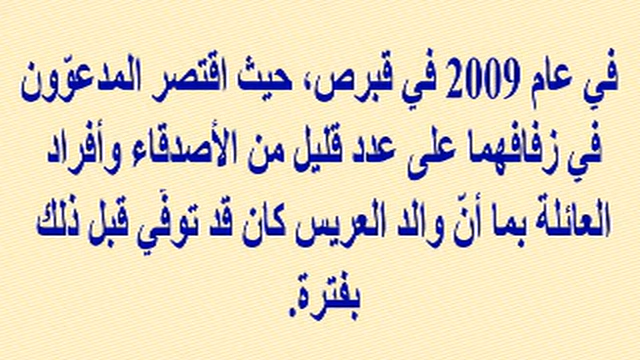 في عام 2009 في قبرص، حيث اقتصر المدعوّون
في زفافهما على عدد قليل من الأصدقاء وأفراد
العائلة بما أنّ والد العريس كان قد توفّي قبل ذلك
بفترة.